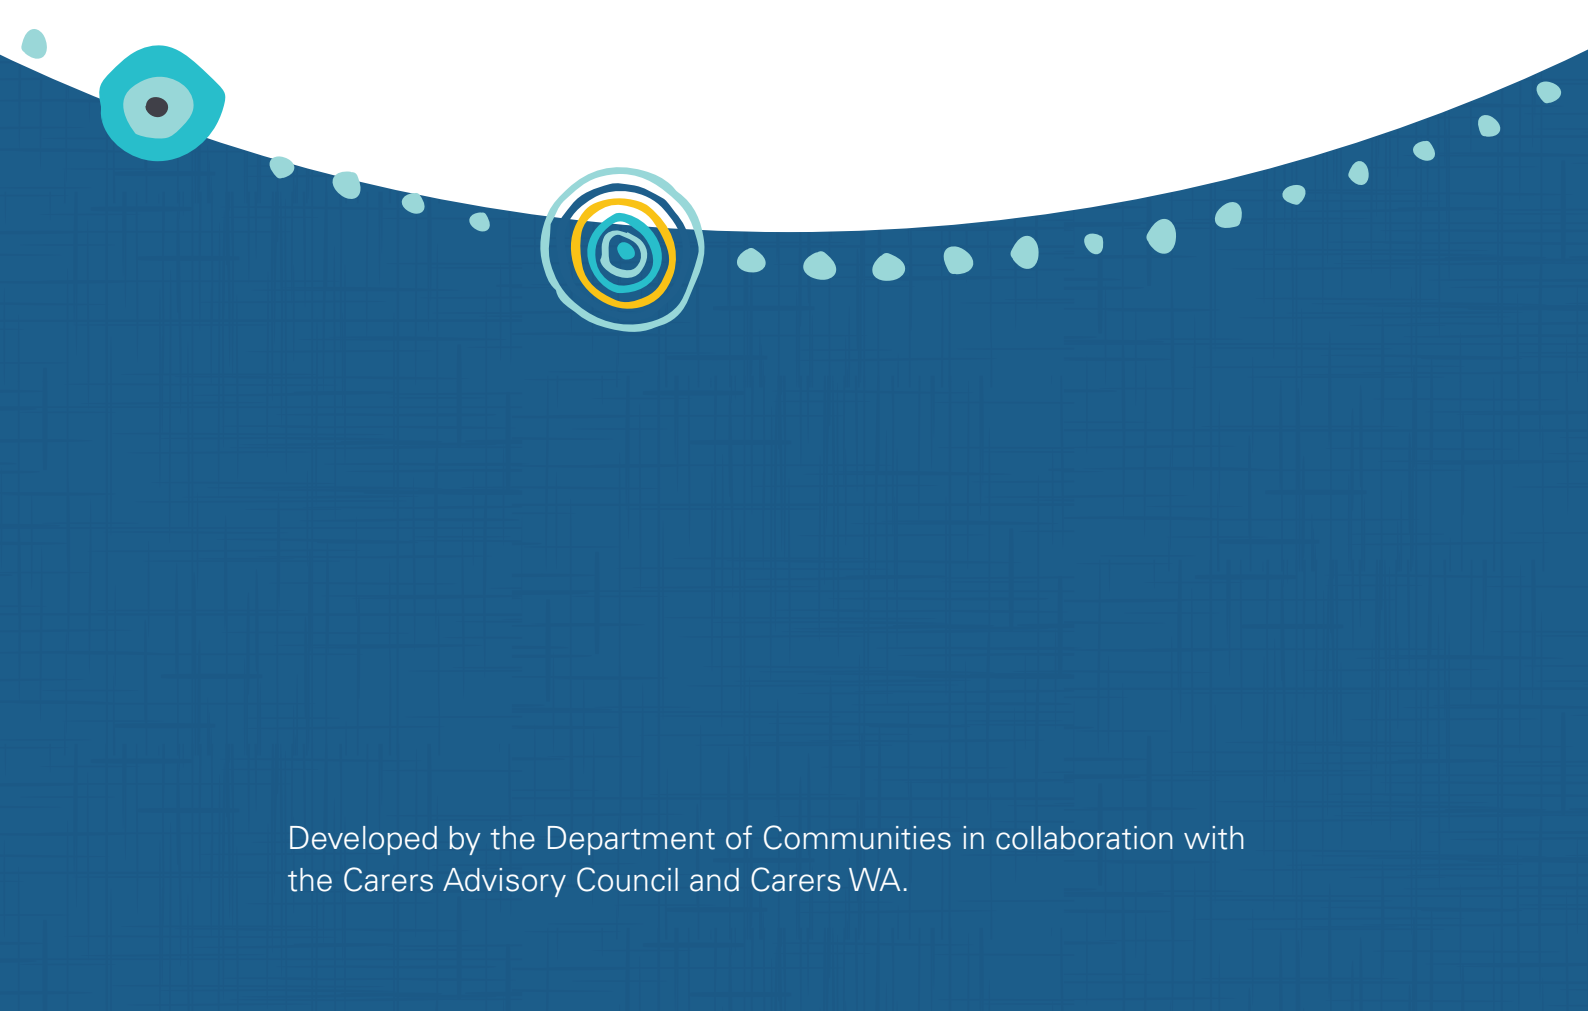 Developed by the Department of Communities in collaboration with
the Carers Advisory Council and Carers WA.